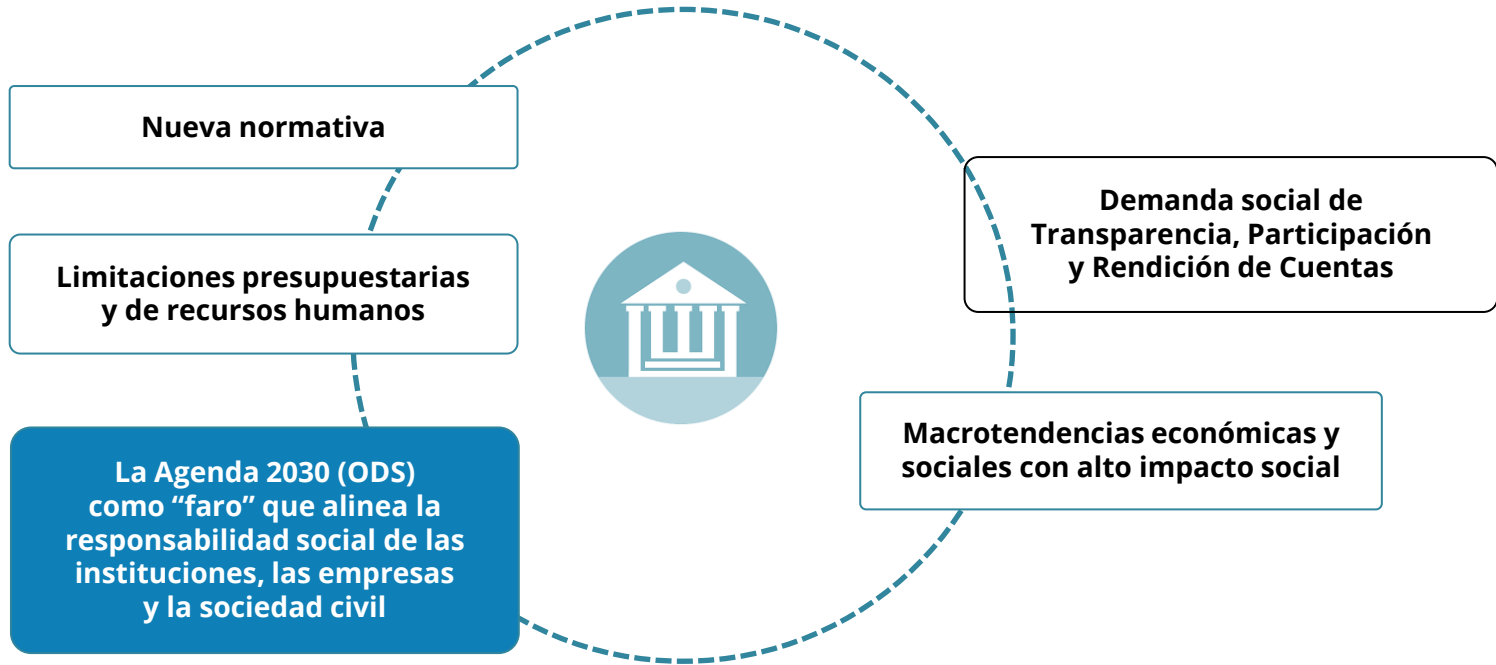 Nueva normativa
Limitaciones presupuestarias
y de recursos humanos
La Agenda 2030 (ODS)
como “faro” que alinea la
responsabilidad social de las
instituciones, las empresas
y la sociedad civil
Demanda social de
Transparencia, Participación
y Rendición de Cuentas
Macrotendencias económicas y
sociales con alto impacto social